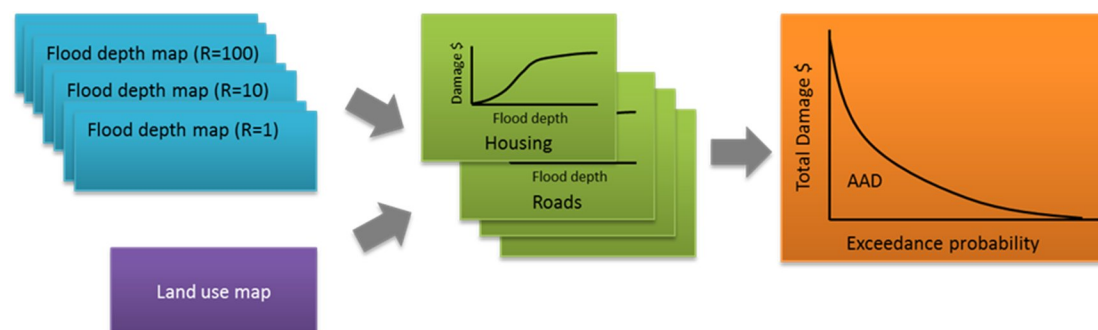 Flood depth map (R=100)
Flood depth map (R=10)
Flood depth map (R=1)
Land use map
Damage $
Flood depth
Housing
Flood depth
Roads
Total Damage $
AAD
Exceedance probability